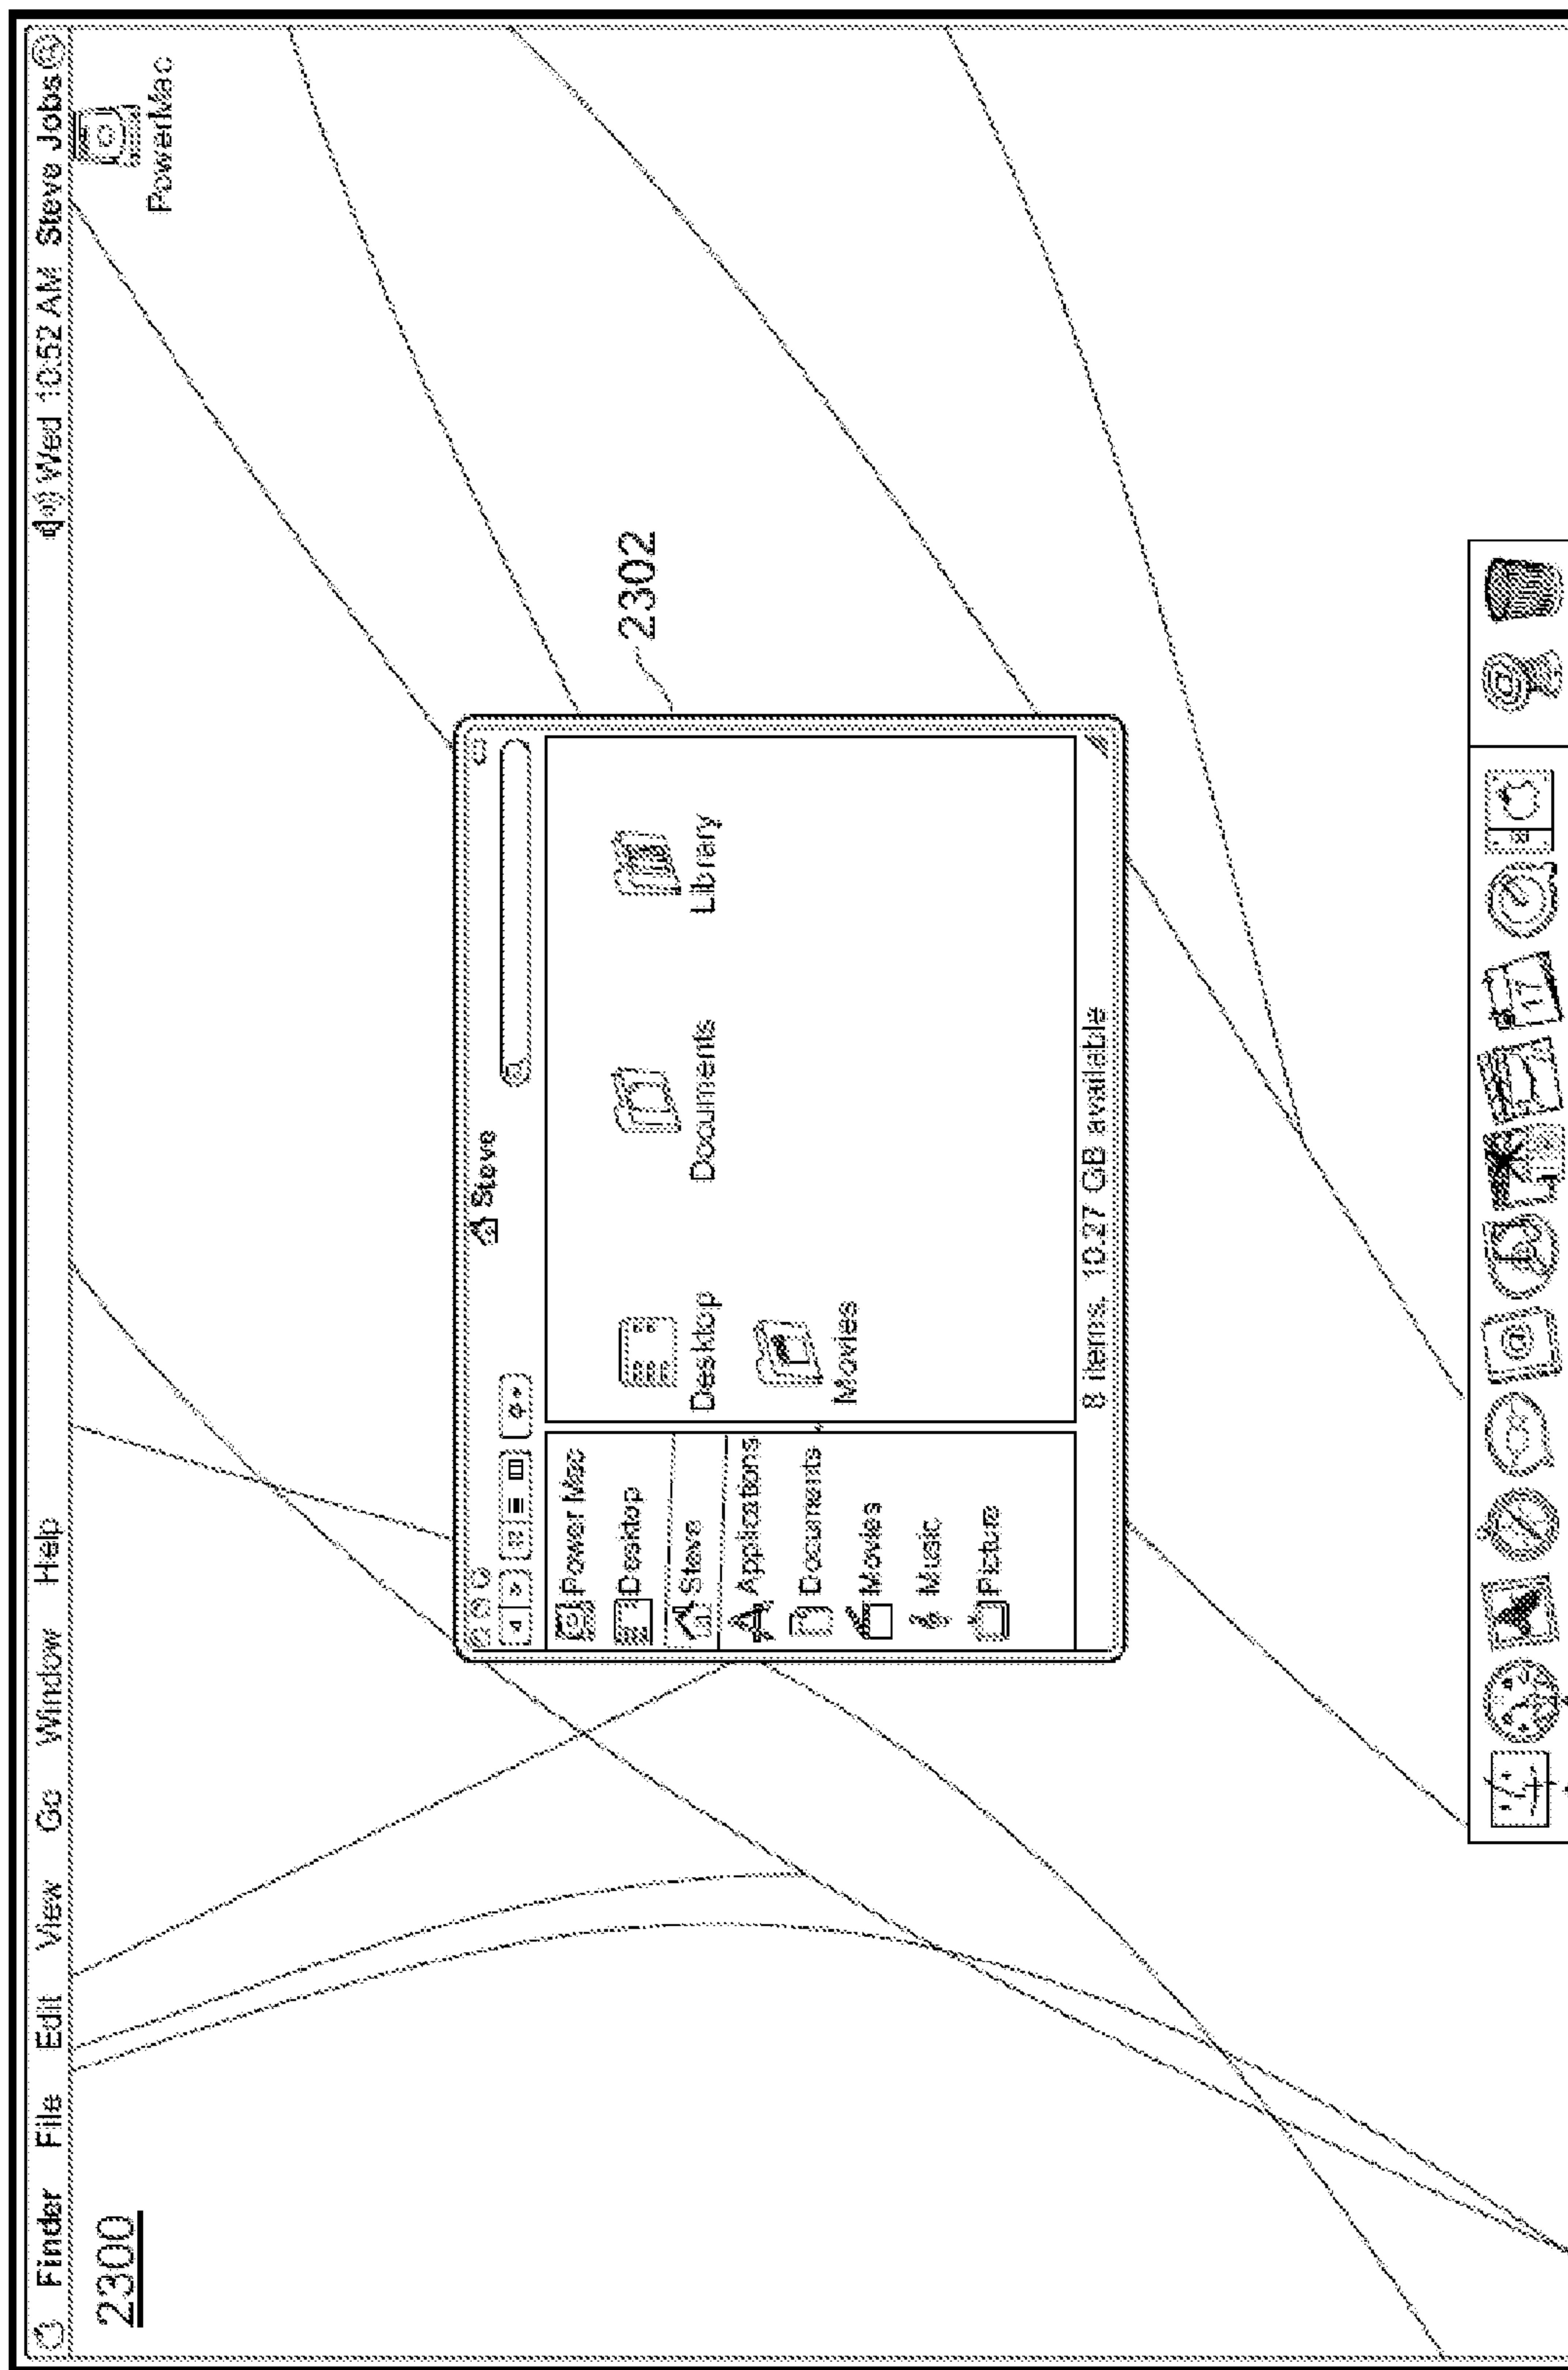 Finder File Edit View Go Window Help Wed 10:52 AM Steve Jobs
2300
PowerMac
2302
Steve
Power Mac
Desktop
Steve
Applications
Documents
Movies
Music
Picture
Desktop
Documents
Library
Movies
8 items, 10.27 GB available
@
17
@